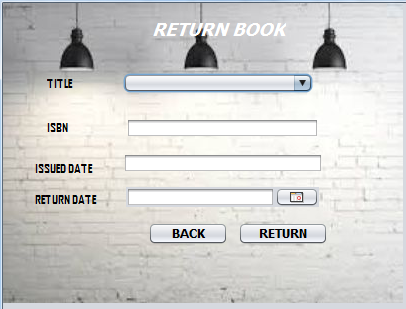 RETURN BOOK
TITLE
ISBN
ISSUED DATE
RETURN DATE
BACK RETURN